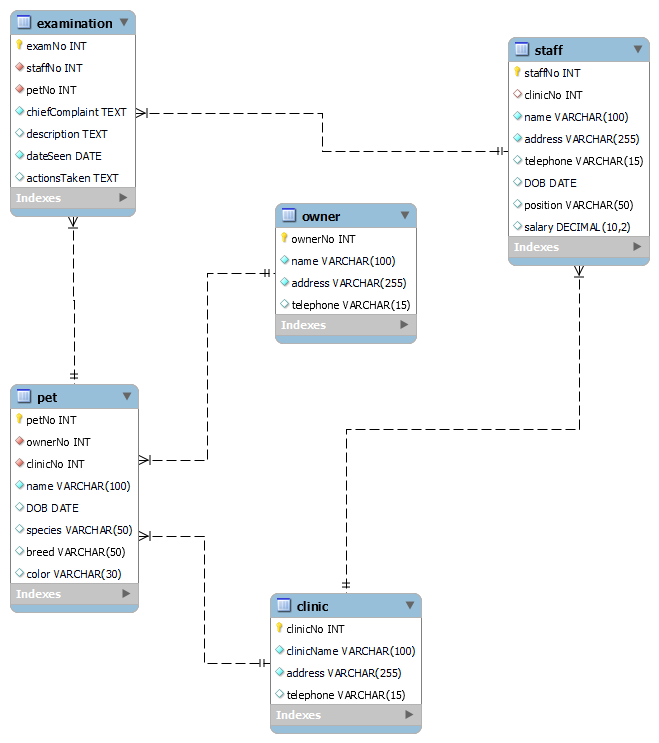 examination
examNo INT
staffNo INT
petNo INT
chiefComplaint TEXT
description TEXT
dateSeen DATE
actionsTaken TEXT
Indexes
staff
staffNo INT
clinicNo INT
name VARCHAR(100)
address VARCHAR(255)
telephone VARCHAR(15)
DOB DATE
position VARCHAR(50)
salary DECIMAL(10,2)
Indexes
owner
ownerNo INT
name VARCHAR(100)
address VARCHAR(255)
telephone VARCHAR(15)
Indexes
pet
petNo INT
ownerNo INT
clinicNo INT
name VARCHAR(100)
DOB DATE
species VARCHAR(50)
breed VARCHAR(50)
color VARCHAR(30)
Indexes
clinic
clinicNo INT
clinicName VARCHAR(100)
address VARCHAR(255)
telephone VARCHAR(15)
Indexes